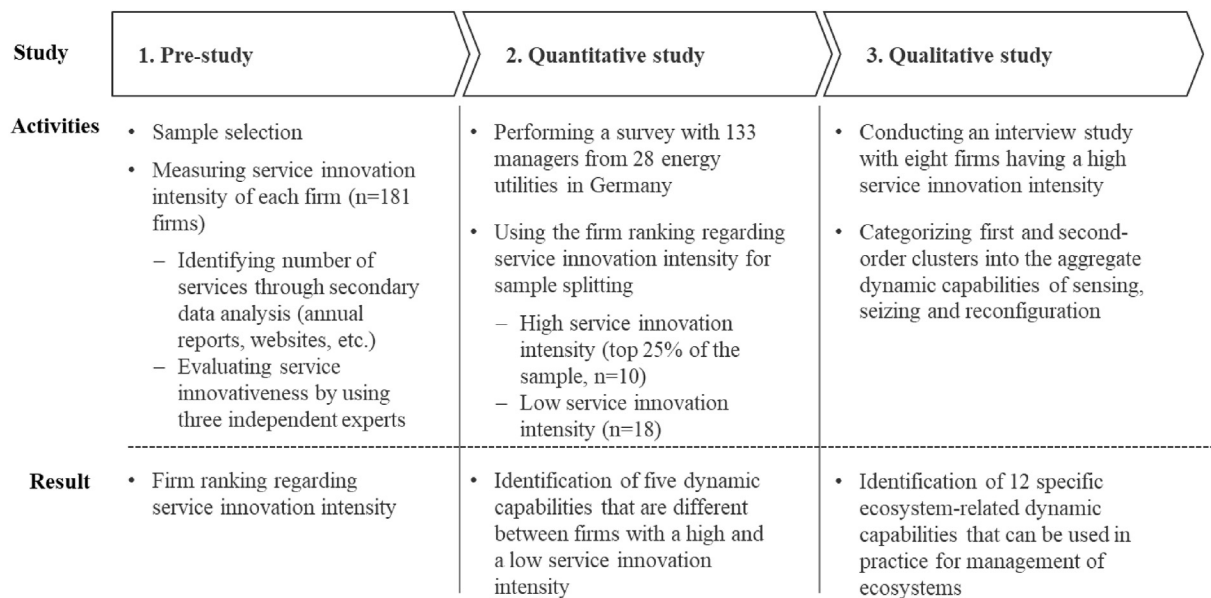 Study
1. Pre-study
2. Quantitative study
3. Qualitative study
Activities
• Sample selection
• Measuring service innovation
intensity of each firm (n=181
firms)
– Identifying number of
services through secondary
data analysis (annual
reports, websites, etc.)
– Evaluating service
innovativeness by using
three independent experts
• Performing a survey with 133
managers from 28 energy
utilities in Germany
• Using the firm ranking regarding
service innovation intensity for
sample splitting
– High service innovation
intensity (top 25% of the
sample, n=10)
– Low service innovation
intensity (n=18)
• Conducting an interview study
with eight firms having a high
service innovation intensity
• Categorizing first and second-
order clusters into the aggregate
dynamic capabilities of sensing,
seizing and reconfiguration
Result
• Firm ranking regarding
service innovation intensity
• Identification of five dynamic
capabilities that are different
between firms with a high and
a low service innovation
intensity
• Identification of 12 specific
ecosystem-related dynamic
capabilities that can be used in
practice for management of
ecosystems